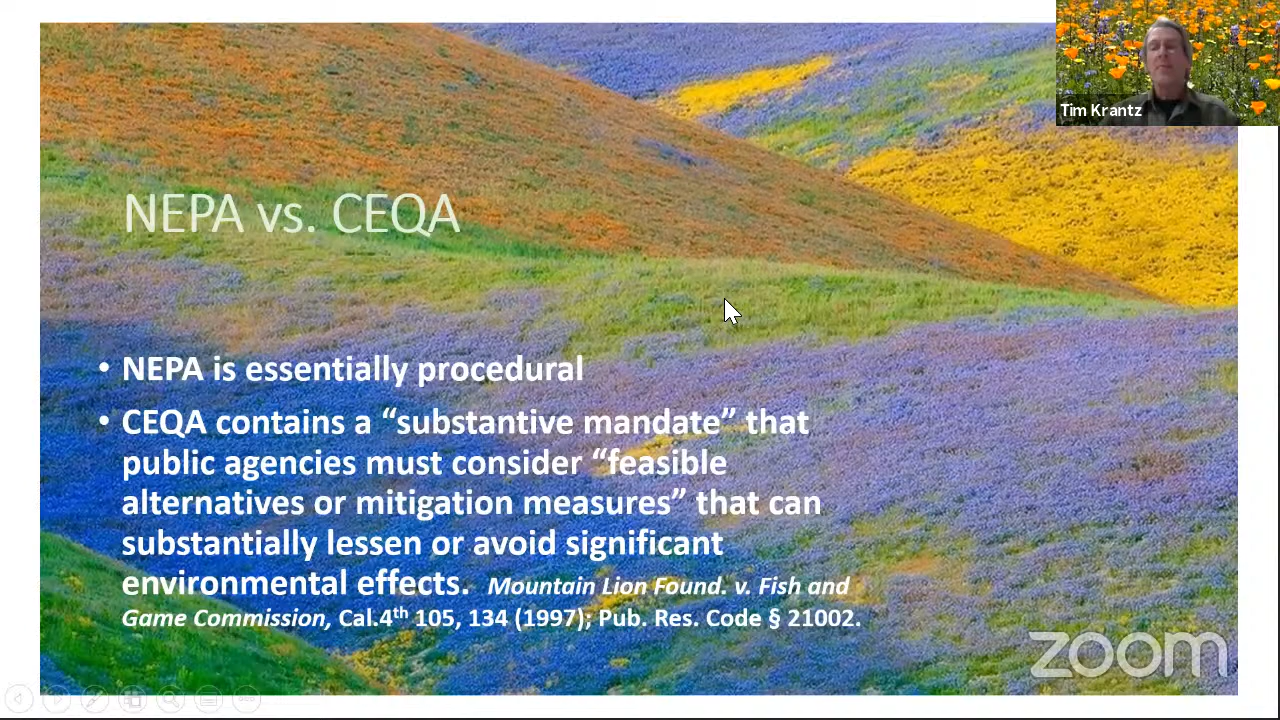 Tim Krantz
NEPA vs. CEQA
• NEPA is essentially procedural
• CEQA contains a “substantive mandate” that
public agencies must consider “feasible
alternatives or mitigation measures” that can
substantially lessen or avoid significant
environmental effects. Mountain Lion Found. v. Fish and
Game Commission, Cal.4th 105, 134 (1997); Pub. Res. Code § 21002.
zoom